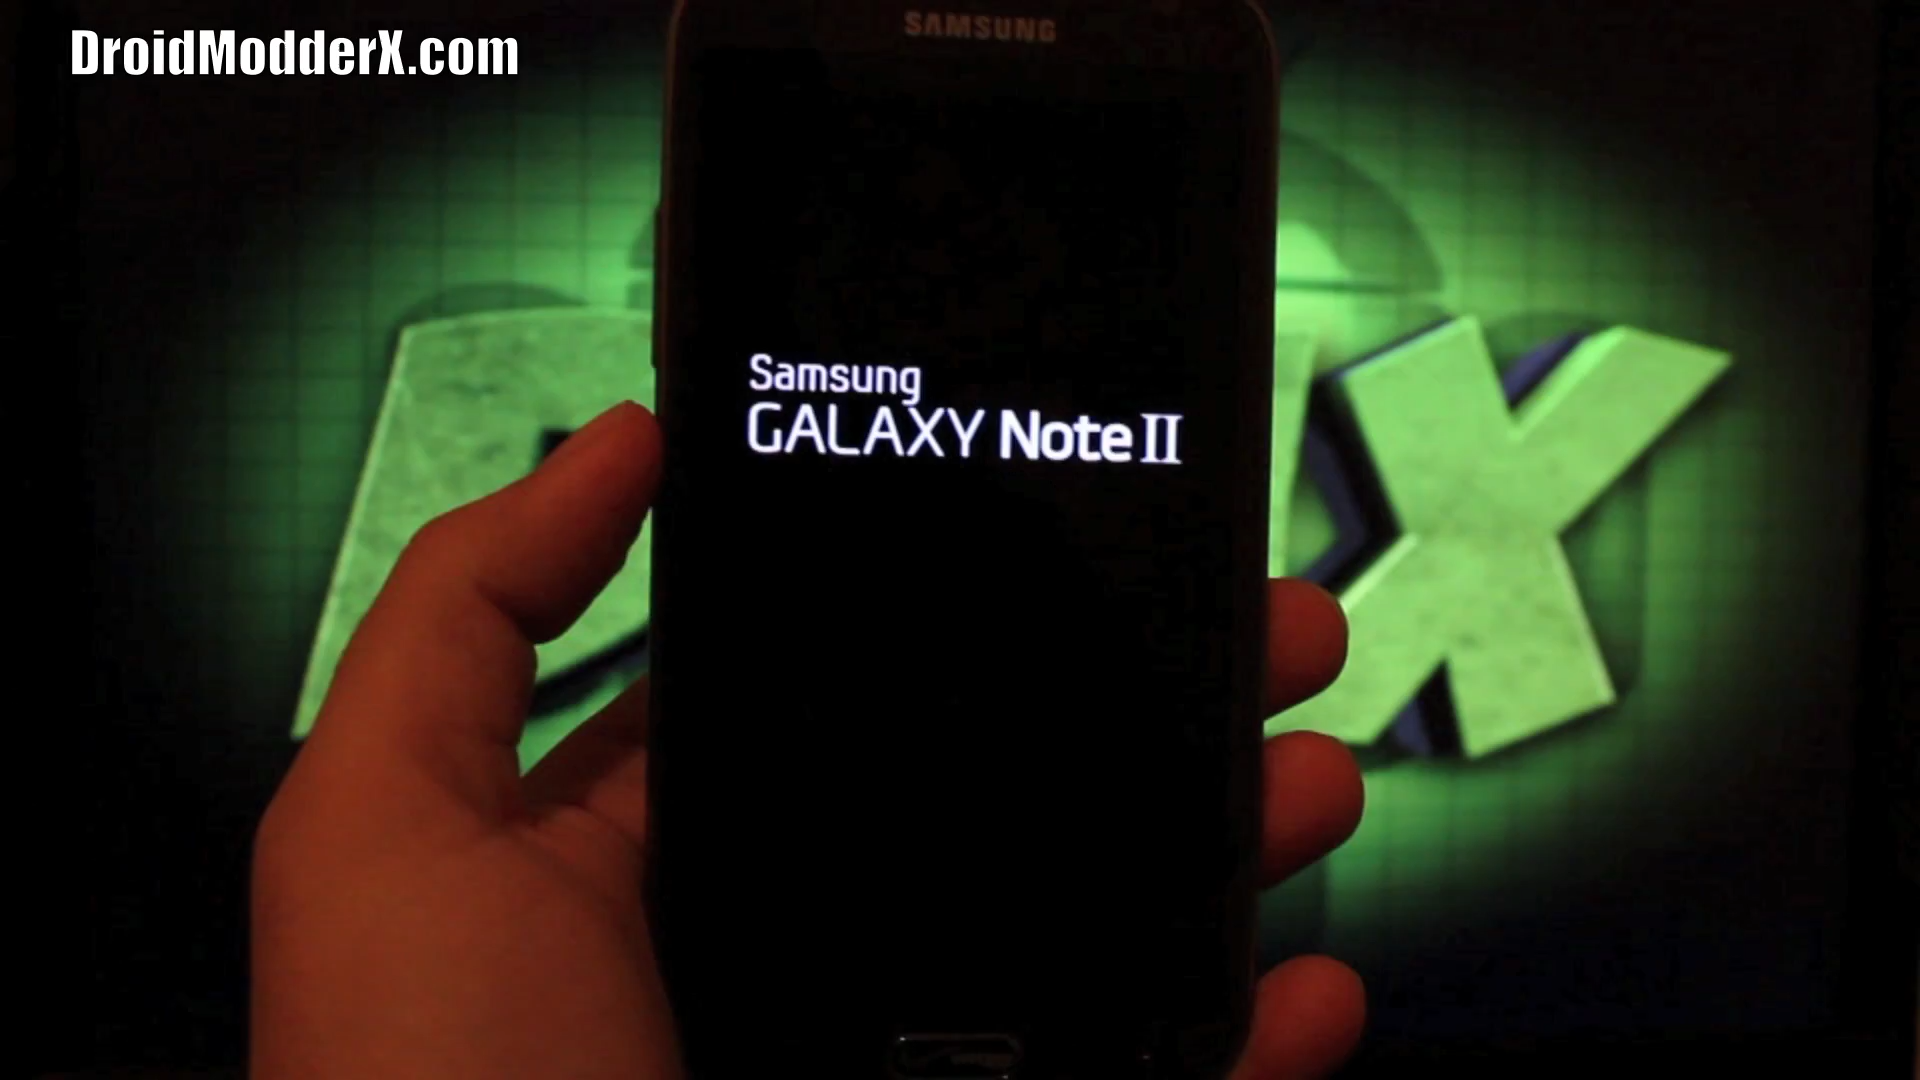 DroidModderX.com
SAMSUNG
Samsung
GALAXY Note II
X